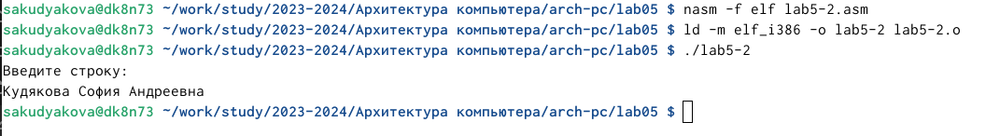 sakudyakova@dk8n73 ~/work/study/2023-2024/Архитектура компьютера/arch-pc/lab05 $ nasm -f elf lab5-2.asm
sakudyakova@dk8n73 ~/work/study/2023-2024/Архитектура компьютера/arch-pc/lab05 $ ld -m elf_i386 -o lab5-2 lab5-2.o
sakudyakova@dk8n73 ~/work/study/2023-2024/Архитектура компьютера/arch-pc/lab05 $ ./lab5-2
Введите строку:
Кудякова София Андреевна
sakudyakova@dk8n73 ~/work/study/2023-2024/Архитектура компьютера/arch-pc/lab05 $